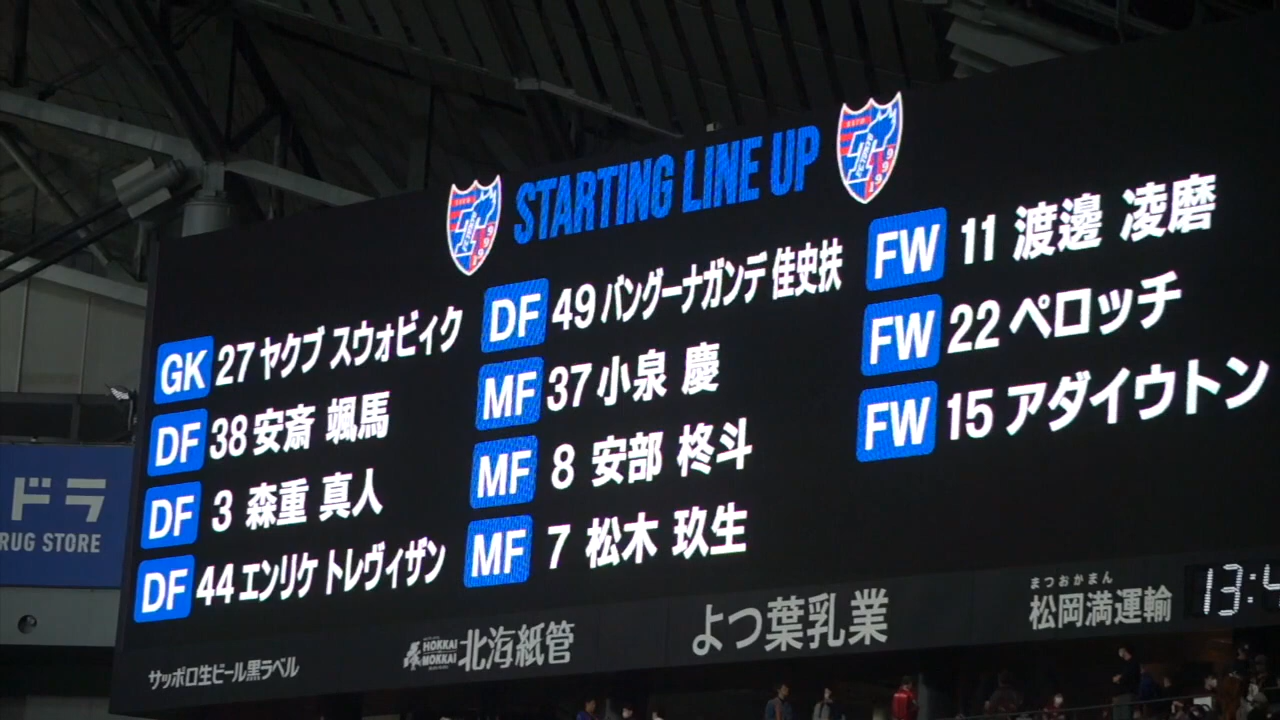 STARTING LINE UP
GK 27 ヤクブ スウォビィク
DF 38 安斎 颯馬
DF 3 森重 真人
DF 44 エンリケ トレヴィザン
DF 49 バングーナガンデ 佳史扶
MF 37 小泉 慶
MF 8 安部 柊斗
MF 7 松木 玖生
FW 11 渡邊 凌磨
FW 22 ペロッチ
FW 15 アダイウトン
ドラ
RUG STORE
サッポロ生ビール黒ラベル
HOKKAI
MOKKAI
北海紙管
よつ葉乳業
まつおかまん
松岡満運輸
13:4